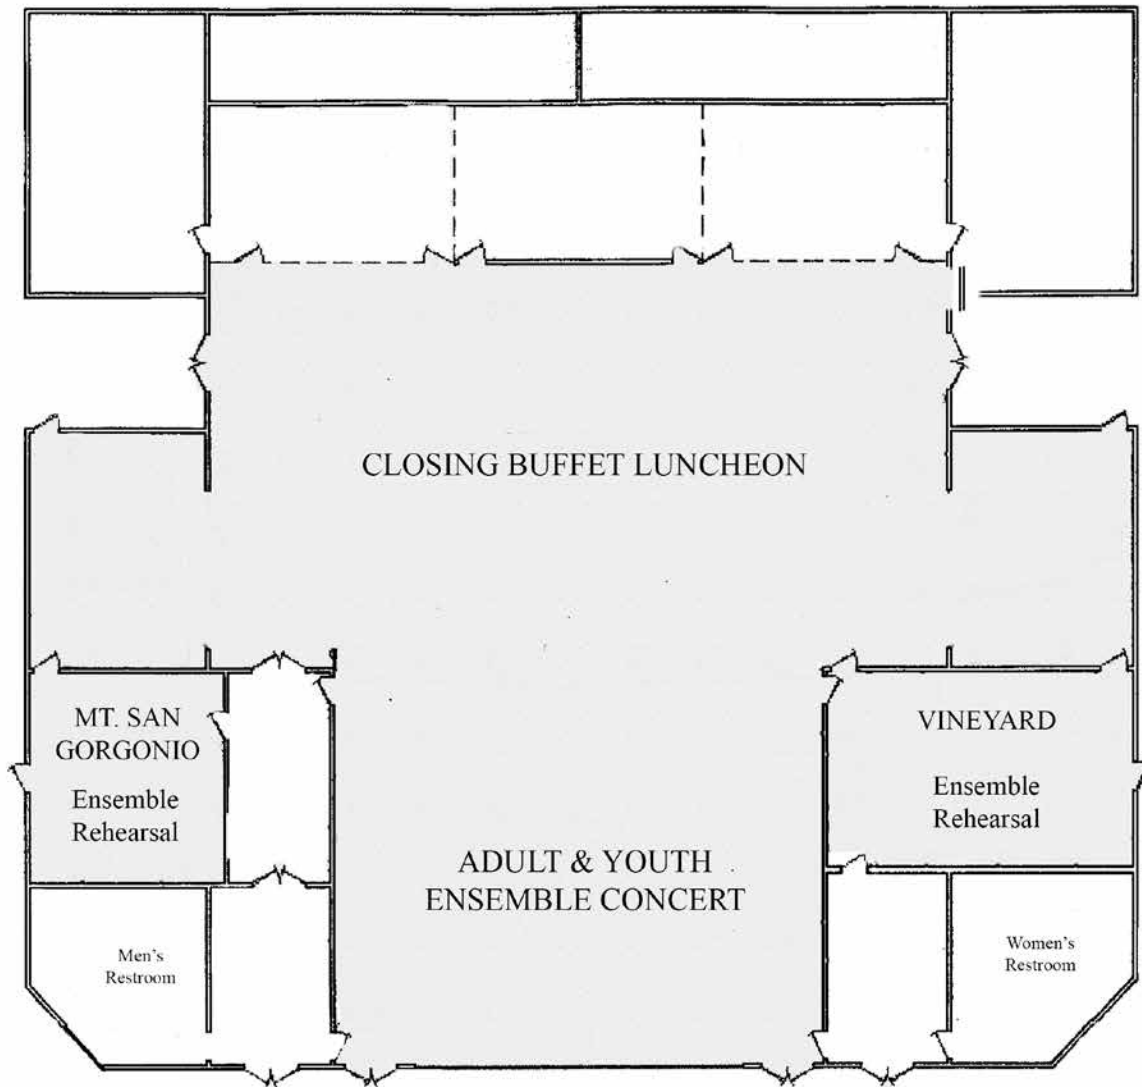 CLOSING BUFFET LUNCHEON
MT. SAN
GORGONIO
Ensemble
Rehearsal
VINEYARD
Ensemble
Rehearsal
ADULT & YOUTH
ENSEMBLE CONCERT
Men's
Restroom
Women's
Restroom